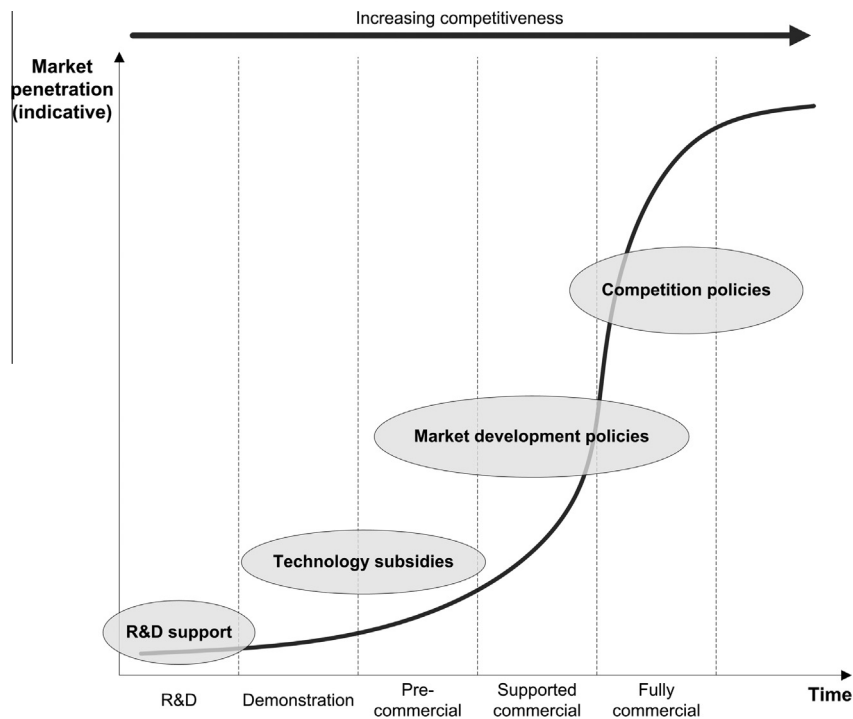 Increasing competitiveness
Market
penetration
(indicative)
Competition policies
Market development policies
Technology subsidies
R&D support
R&D
Demonstration
Pre-
commercial
Supported
commercial
Fully
commercial
Time